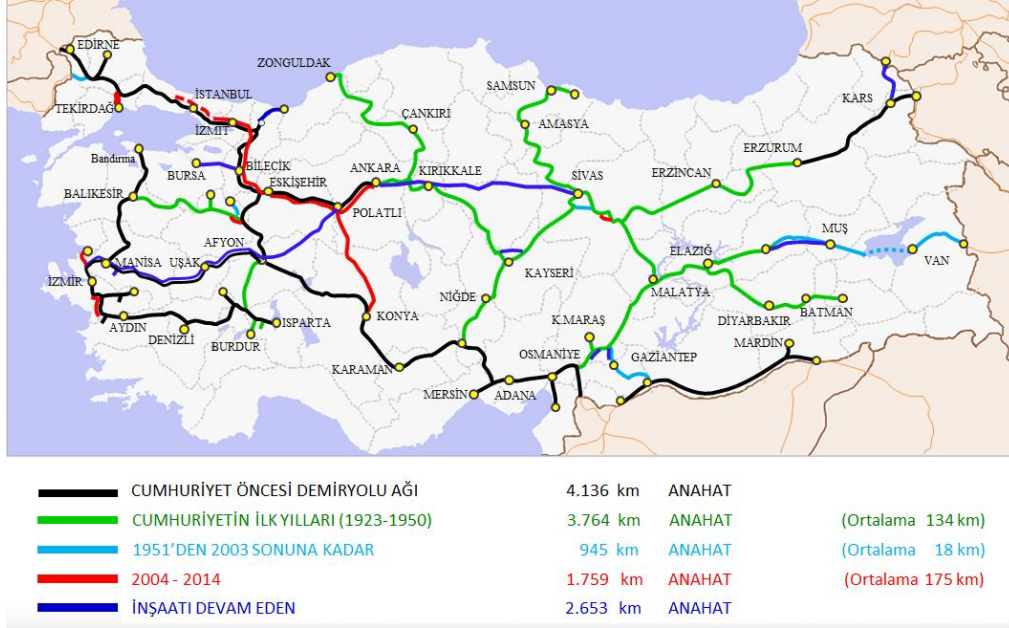 EDİRNE
ZONGULDAK
SAMSUN
İSTANBUL
KARS
TEKİRDAĞ
ÇANKIRI
AMASYA
İZMİT
ERZURUM
Bandırma
BİLECİK
BURSA
ANKARA
KIRIKKALE
ERZİNCAN
SİVAS
ESKİŞEHİR
BALIKESİR
POLATLI
MUŞ
AFYON
ELAZIĞ
MANİSA
UŞAK
VAN
KAYSERİ
İZMİR
MALATYA
NİĞDE
BATMAN
KONYA
K.MARAŞ
DİYARBAKIR
ISPARTA
AYDIN
DENİZLİ
BURDUR
MARDİN
OSMANİYE
GAZİANTEP
KARAMAN
MERSİN
ADANA
CUMHURİYET ÖNCESİ DEMİRYOLU AĞI 4.136 km ANAHAT
CUMHURİYETİN İLK YILLARI (1923-1950) 3.764 km ANAHAT (Ortalama 134 km)
1951'DEN 2003 SONUNA KADAR 945 km ANAHAT (Ortalama 18 km)
2004 - 2014 1.759 km ANAHAT (Ortalama 175 km)
İNŞAATI DEVAM EDEN 2.653 km ANAHAT